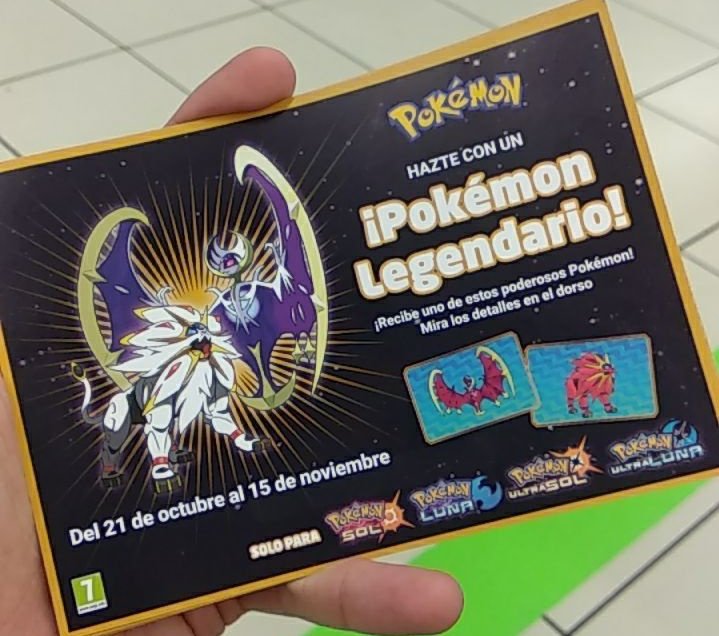 POKéMON
HAZTE CON UN
¡Pokémon
Legendario!
¡Recibe uno de estos poderosos Pokémon!
Mira los detalles en el dorso
Del 21 de octubre al 15 de noviembre
SOLO PARA
POKéMON SOL
POKéMON LUNA
POKéMON ULTRASOL
POKéMON ULTRALUNA
7